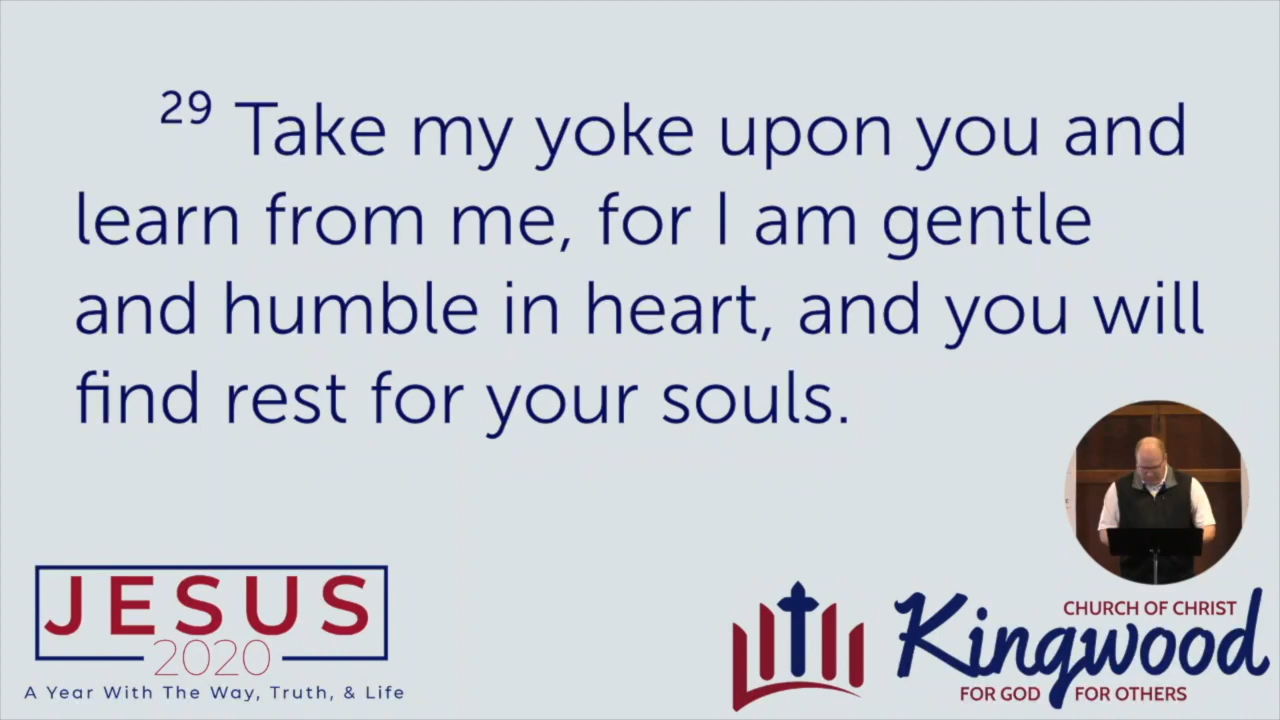 29 Take my yoke upon you and
learn from me, for I am gentle
and humble in heart, and you will
find rest for your souls.
JESUS
2020
A Year With The Way, Truth, & Life
CHURCH OF CHRIST
Kingwood
FOR GOD FOR OTHERS